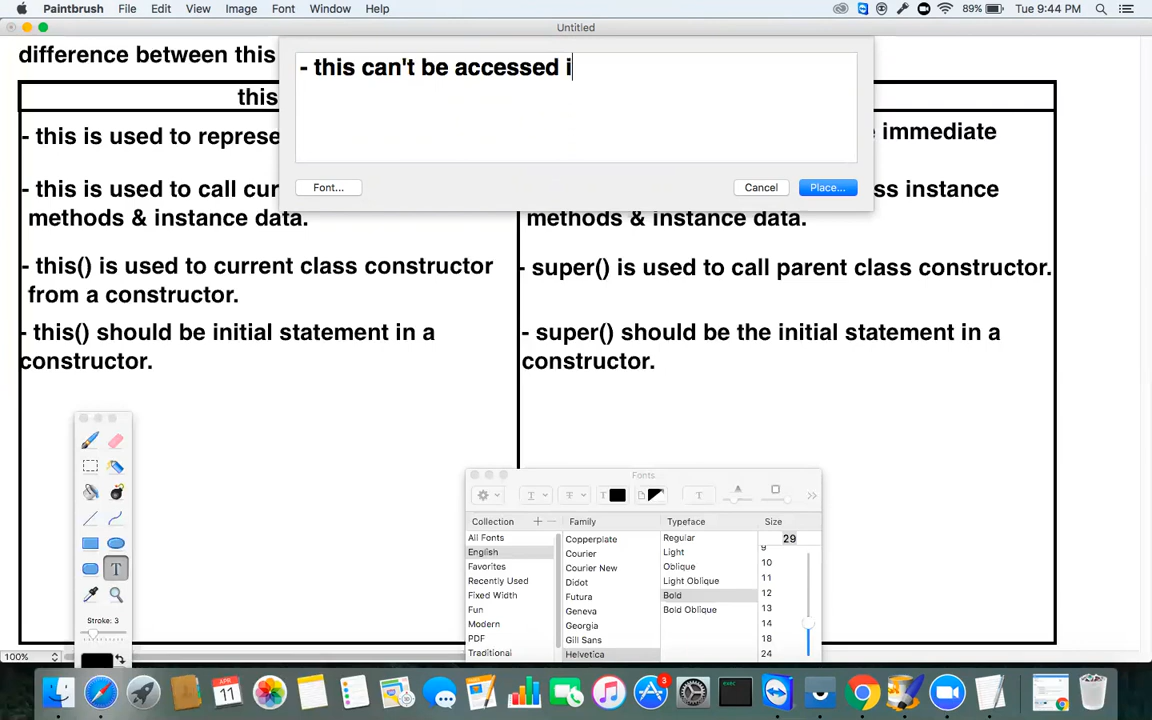 Paintbrush File Edit View Image Font Window Help 89% Tue 9:44 PM
Untitled
difference between this
- this can't be accessed i
Font... Cancel Place...
this
- this is used to represe
e immediate
- this is used to call cur
ss instance
methods & instance data.
methods & instance data.
- this() is used to current class constructor
from a constructor.
- super() is used to call parent class constructor.
- this() should be initial statement in a
constructor.
- super() should be the initial statement in a
constructor.
Stroke: 3
Fonts
T T T T
Collection Family Typeface Size
All Fonts
English
Favorites
Recently Used
Fixed Width
Fun
Modern
PDF
Traditional
Copperplate
Courier
Courier New
Didot
Futura
Geneva
Georgia
Gill Sans
Helvetica
Regular
Light
Oblique
Light Oblique
Bold
Bold Oblique
29
9
10
11
12
13
14
18
24
100%
APR
11
3